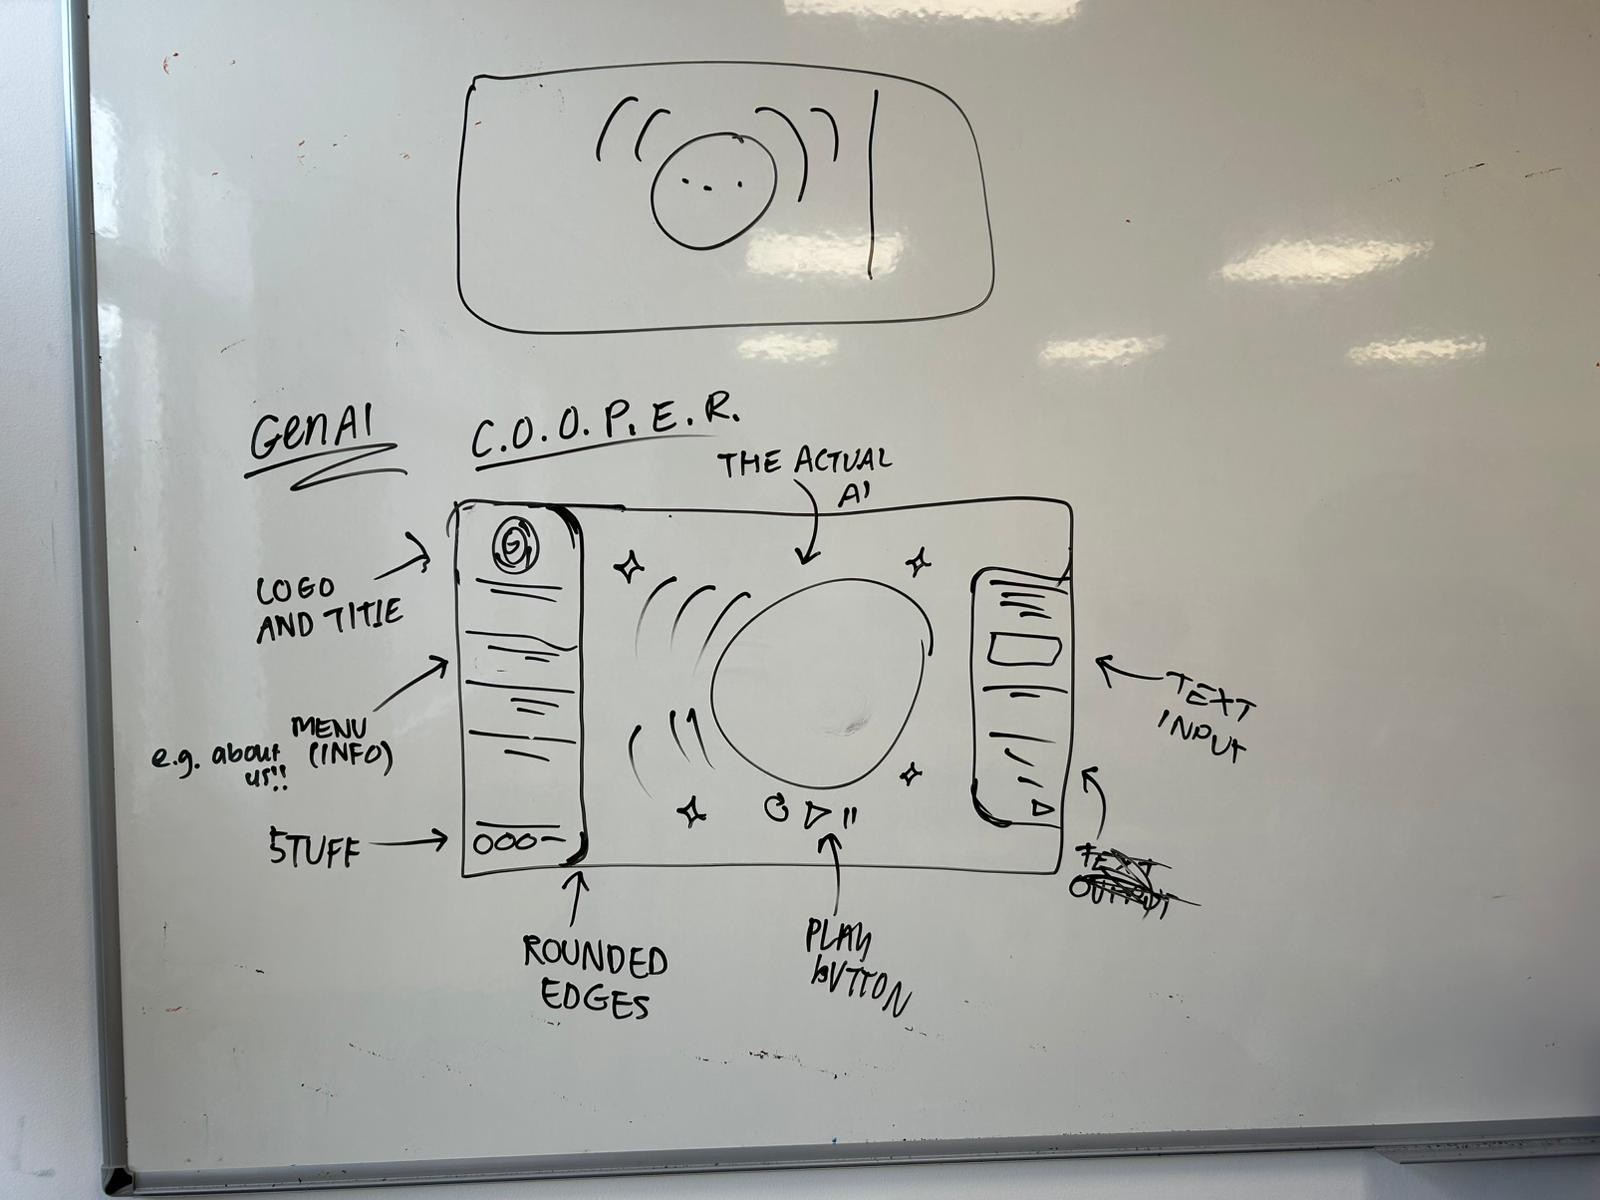 GenAI
C.O.O.P.E.R.
THE ACTUAL
AI
G
LOGO
AND TITLE
MENU
(INFO)
e.g. about
us!!
STUFF
TEXT
INPUT
TEXT
OUTPUT
ROUNDED
EDGES
PLAY
BUTTON